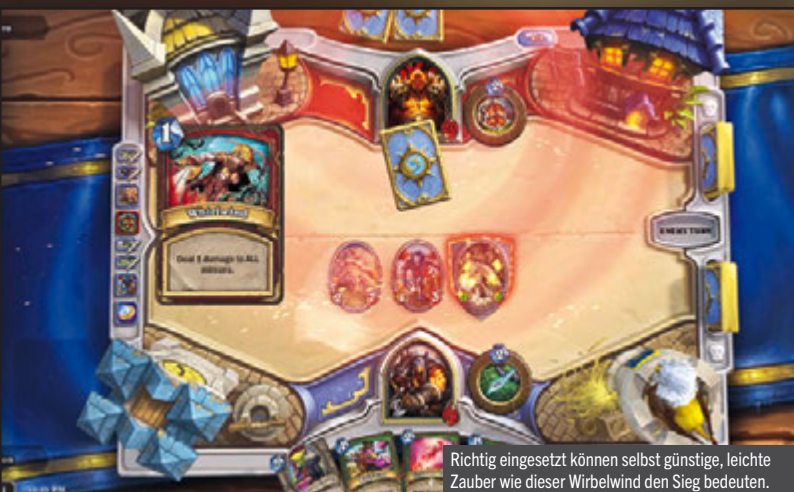 1
Whirlwind
Deal 1 damage to ALL
minions.
ENEMY TURN
Richtig eingesetzt können selbst günstige, leichte
Zauber wie dieser Wirbelwind den Sieg bedeuten.